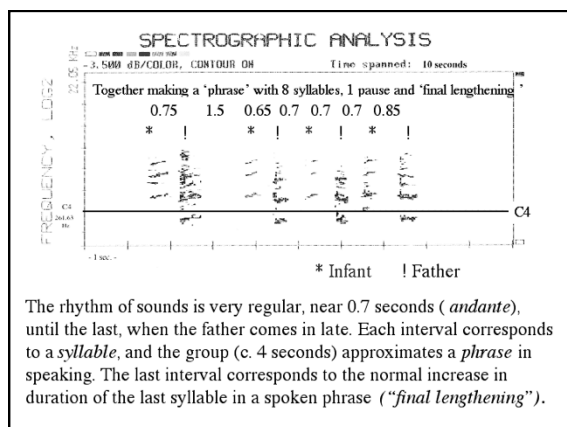 SPECTROGRAPHIC ANALYSIS
-3.500 dB/COLOR, CONTOUR ON Time spanned: 10 seconds
22.05 KHz
FREQUENCY, LOG2
Together making a ‘phrase’ with 8 syllables, 1 pause and ‘final lengthening ’
0.75 1.5 0.65 0.7 0.7 0.7 0.85
* ! * ! * ! * !
C4
261.63
Hz
C4
- 1 sec. -
* Infant ! Father
The rhythm of sounds is very regular, near 0.7 seconds ( andante),
until the last, when the father comes in late. Each interval corresponds
to a syllable, and the group (c. 4 seconds) approximates a phrase in
speaking. The last interval corresponds to the normal increase in
duration of the last syllable in a spoken phrase (“final lengthening”).